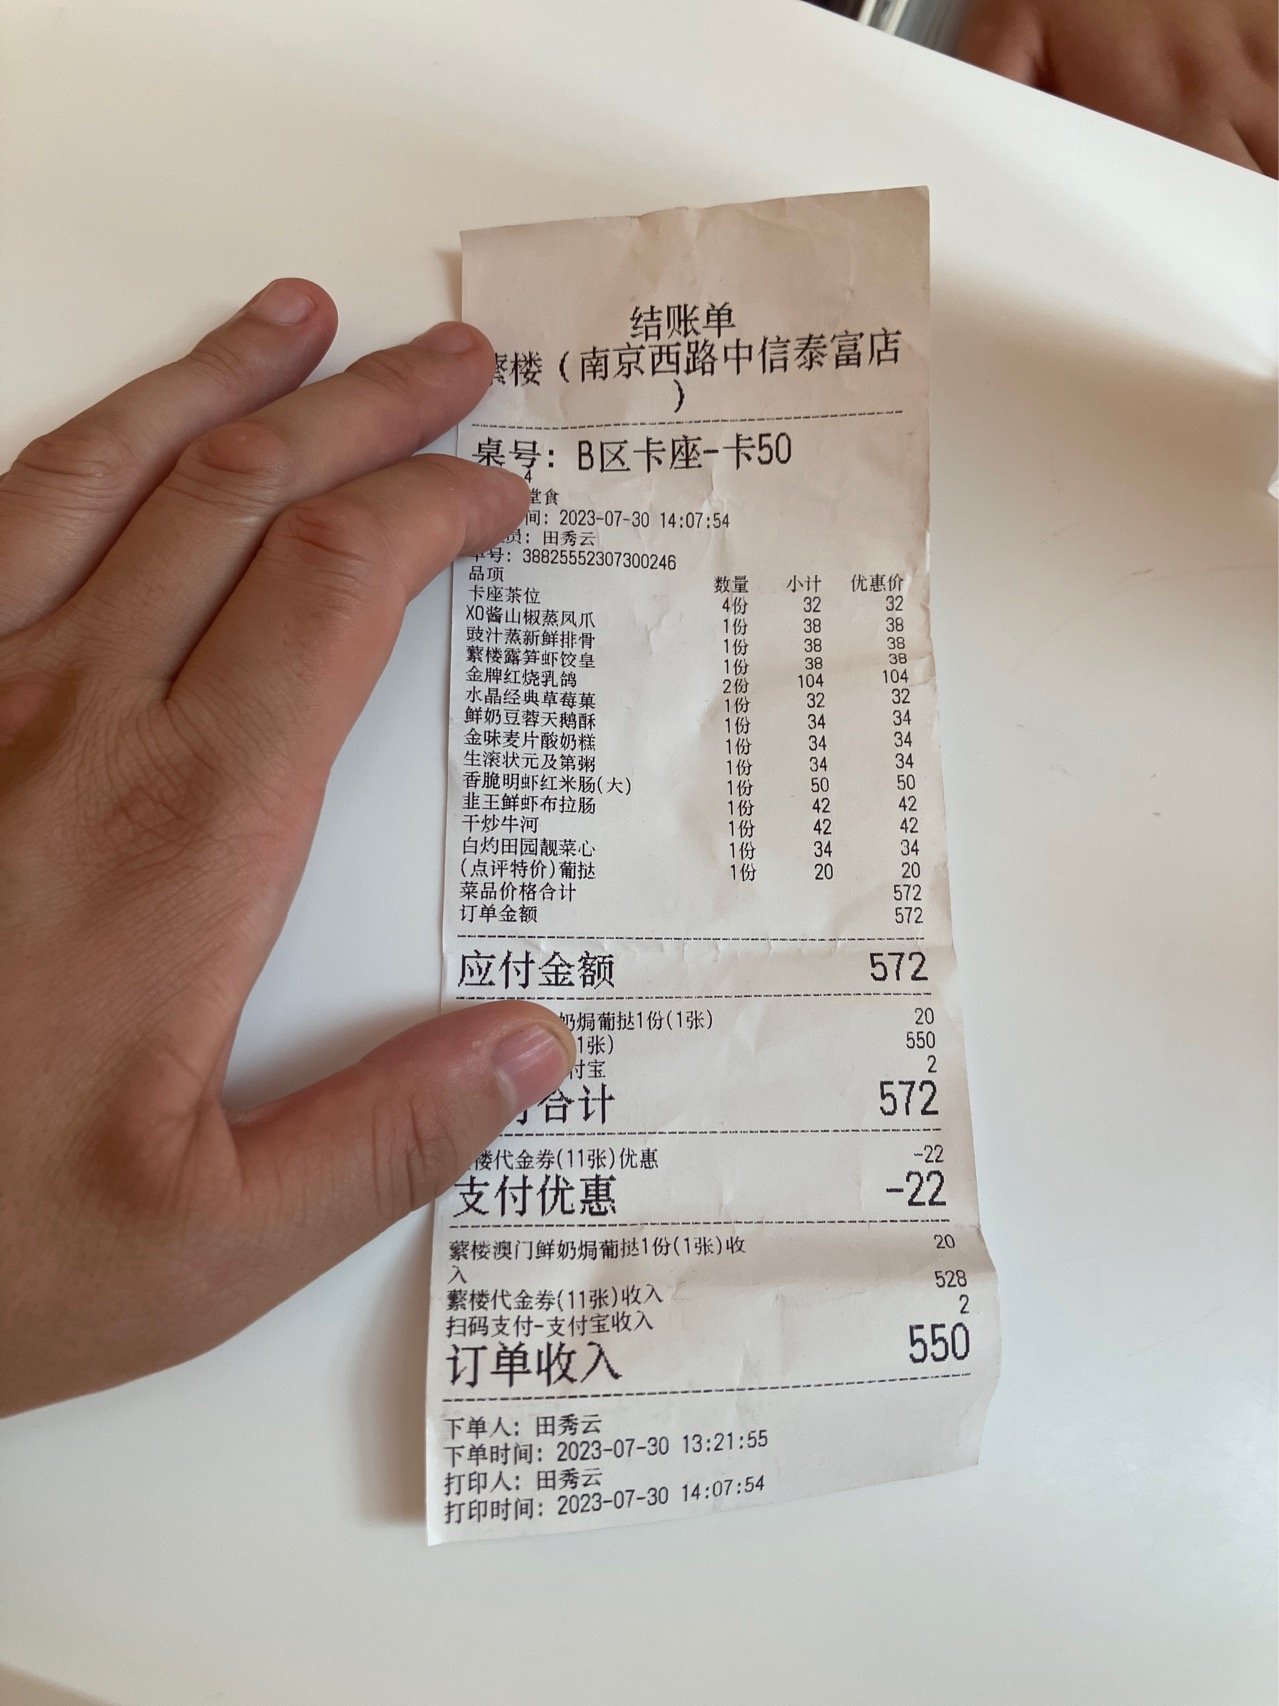 结账单
蘩楼（南京西路中信泰富店
）
桌号：B区卡座-卡50
4
堂食
间：2023-07-30 14:07:54
员：田秀云
单号：38825552307300246
品项 数量 小计 优惠价
卡座茶位 4份 32 32
XO酱山椒蒸凤爪 1份 38 38
豉汁蒸新鲜排骨 1份 38 38
蘩楼露笋虾饺皇 1份 38 38
金牌红烧乳鸽 2份 104 104
水晶经典草莓菓 1份 32 32
鲜奶豆蓉天鹅酥 1份 34 34
金味麦片酸奶糕 1份 34 34
生滚状元及第粥 1份 34 34
香脆明虾红米肠(大) 1份 50 50
韭王鲜虾布拉肠 1份 42 42
干炒牛河 1份 42 42
白灼田园靓菜心 1份 34 34
(点评特价)葡挞 1份 20 20
菜品价格合计 572
订单金额 572
应付金额 572
奶焗葡挞1份(1张) 20
1张) 550
付宝 2
合计 572
楼代金券(11张)优惠 -22
支付优惠 -22
蘩楼澳门鲜奶焗葡挞1份(1张)收 20
入
蘩楼代金券(11张)收入 528
扫码支付-支付宝收入 2
订单收入 550
下单人：田秀云
下单时间：2023-07-30 13:21:55
打印人：田秀云
打印时间：2023-07-30 14:07:54